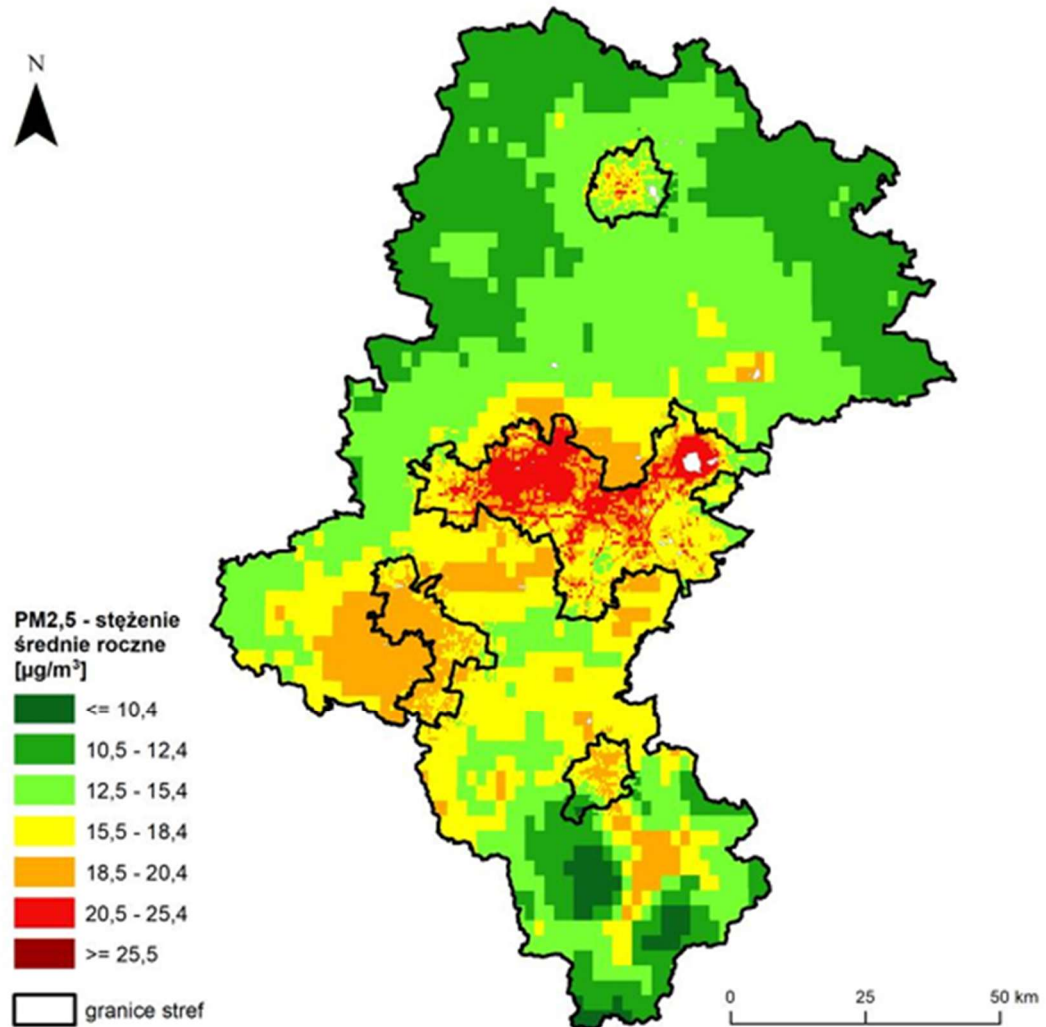 N
PM2,5 - stężenie
średnie roczne
[µg/m³]
<= 10,4
10,5 - 12,4
12,5 - 15,4
15,5 - 18,4
18,5 - 20,4
20,5 - 25,4
>= 25,5
granice stref
0 25 50 km